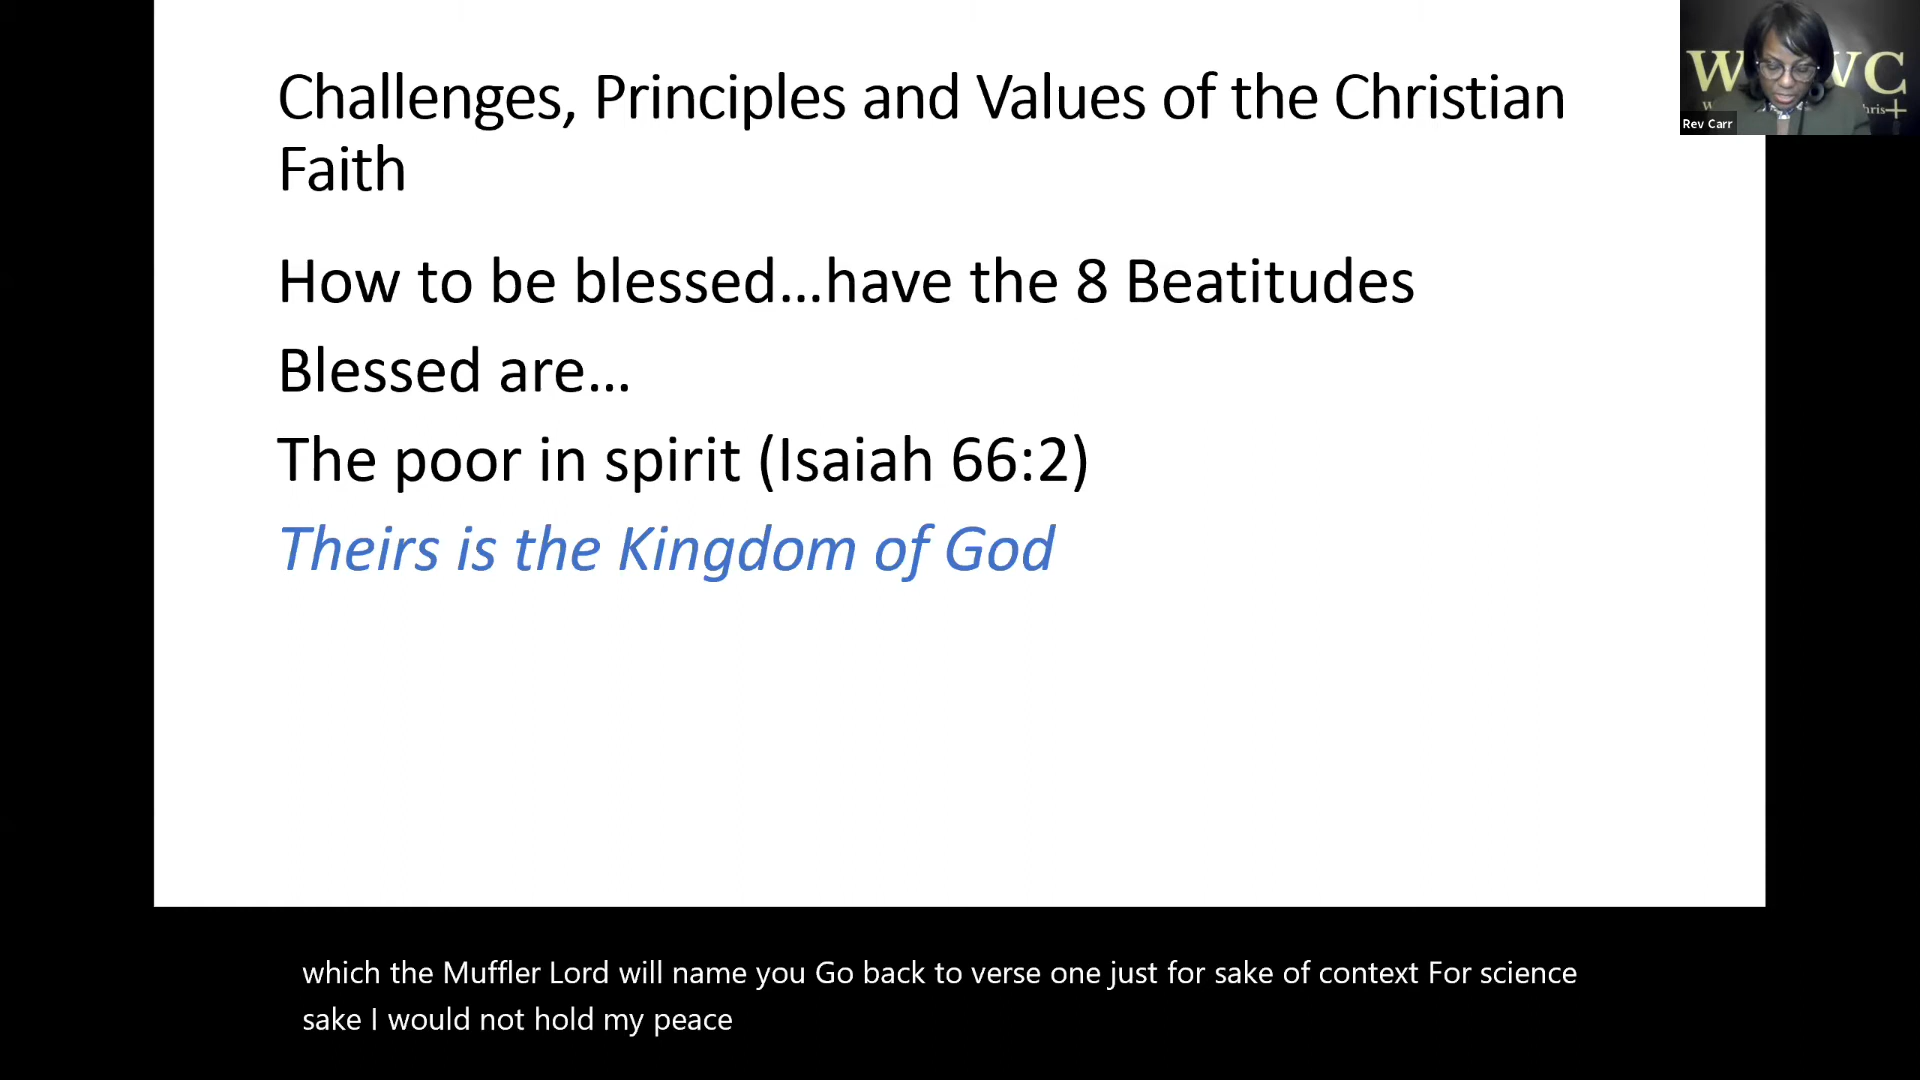 Challenges, Principles and Values of the Christian
Faith
How to be blessed...have the 8 Beatitudes
Blessed are...
The poor in spirit (Isaiah 66:2)
Theirs is the Kingdom of God
W VC
hris
Rev Carr
which the Muffler Lord will name you Go back to verse one just for sake of context For science
sake I would not hold my peace